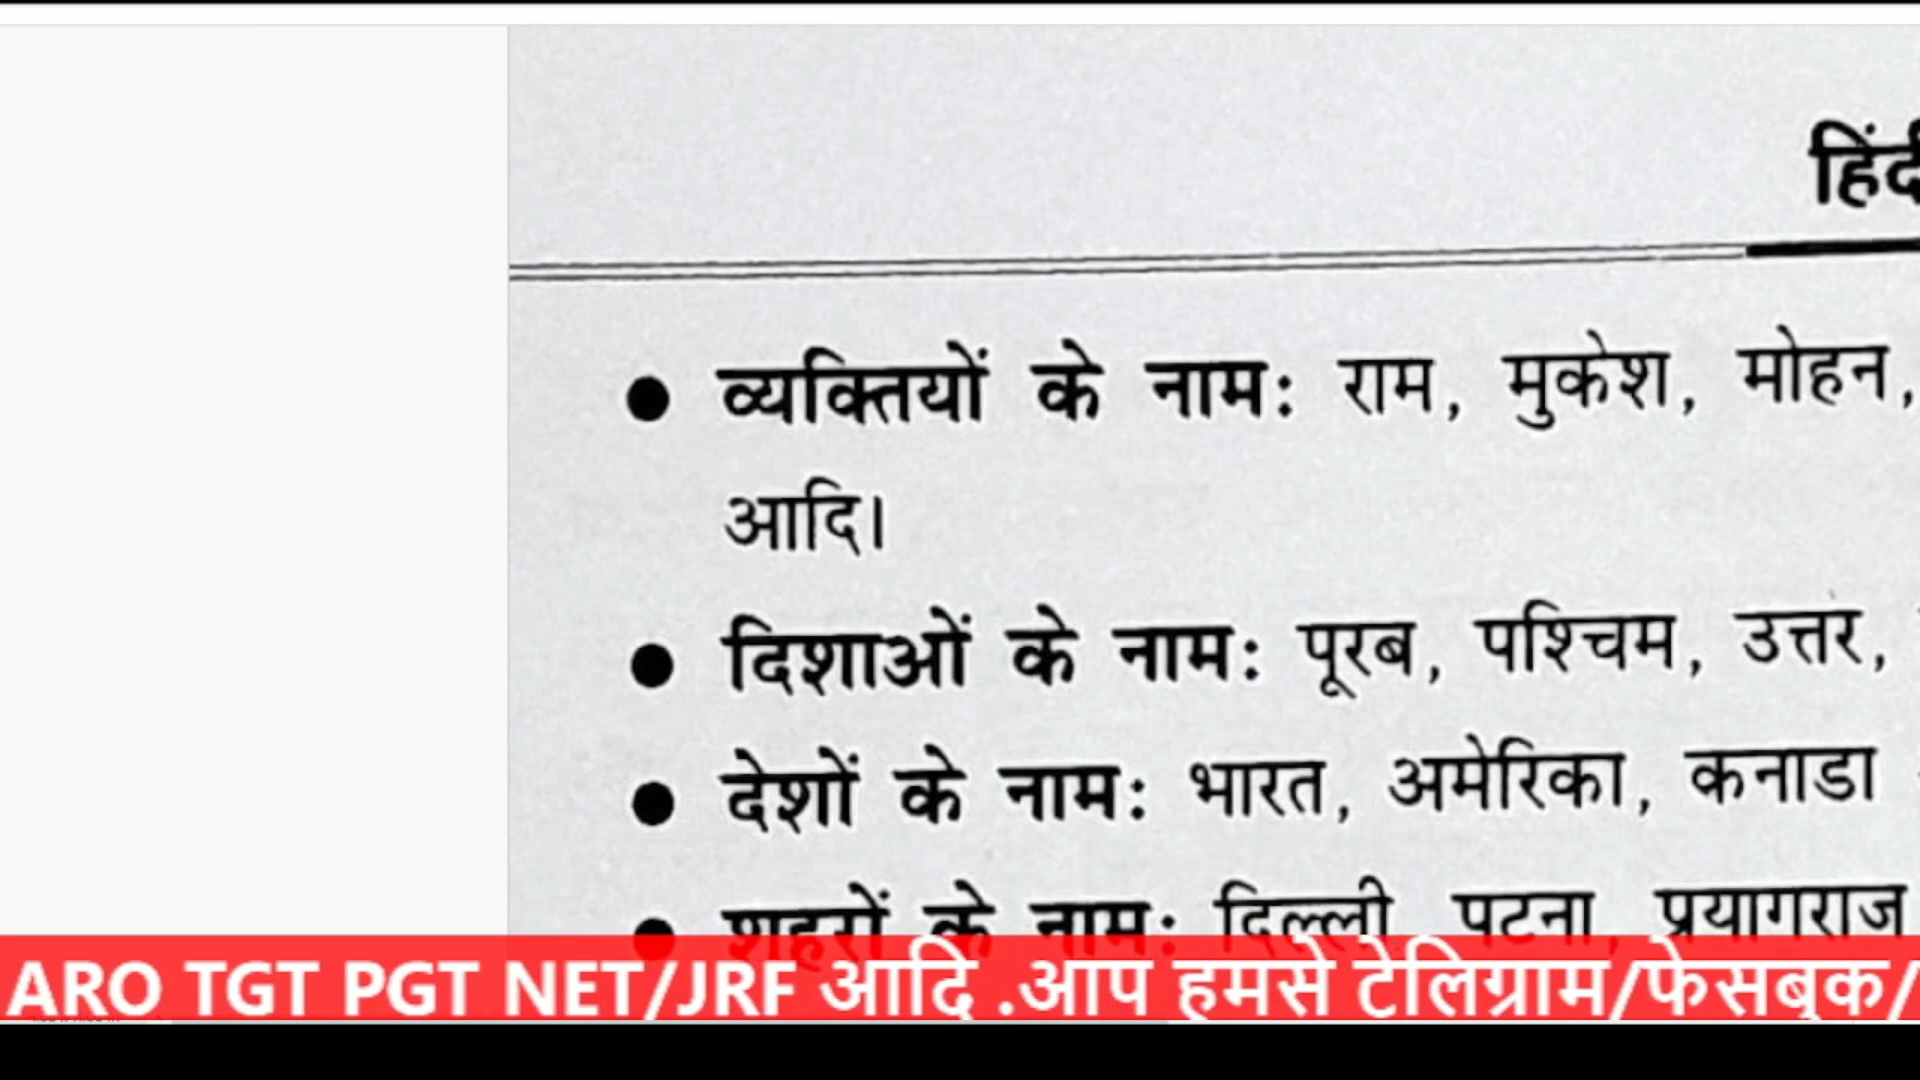 व्यक्तियों के नाम: राम, मुकेश, मोहन,
आदि।
दिशाओं के नाम: पूरब, पश्चिम, उत्तर,
देशों के नाम: भारत, अमेरिका, कनाडा
शहरों के नाम: दिल्ली पटना, प्रयागराज
ARO TGT PGT NET/JRF आदि .आप हमसे टेलिग्राम/फेसबुक/